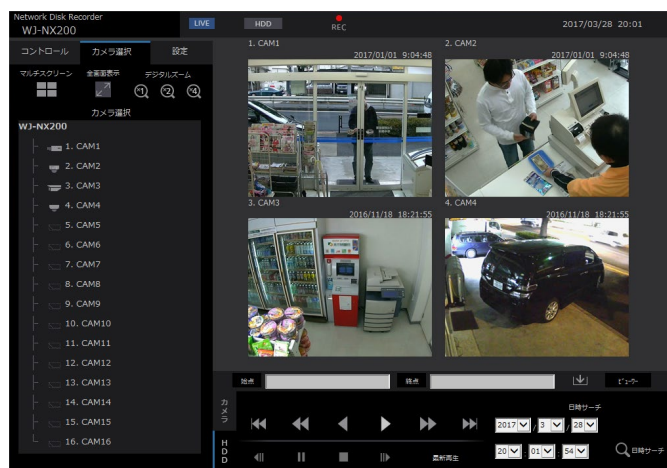 Network Disk Recorder
WJ-NX200
LIVE
HDD
REC
2017/03/28 20:01
コントロール
カメラ選択
設定
マルチスクリーン
全画面表示
デジタルズーム
×1
×2
×4
カメラ選択
WJ-NX200
1. CAM1
2. CAM2
3. CAM3
4. CAM4
5. CAM5
6. CAM6
7. CAM7
8. CAM8
9. CAM9
10. CAM10
11. CAM11
12. CAM12
13. CAM13
14. CAM14
15. CAM15
16. CAM16
1. CAM1
2017/01/01 9:04:48
2. CAM2
2017/01/01 9:04:48
3. CAM3
2016/11/18 18:21:55
4. CAM4
2016/11/18 18:21:55
始点
終点
ﾋﾞｭｰｱｰ
カメラ
HDD
最新再生
日時サーチ
2017 / 3 / 28
20 : 01 : 54
日時サーチ